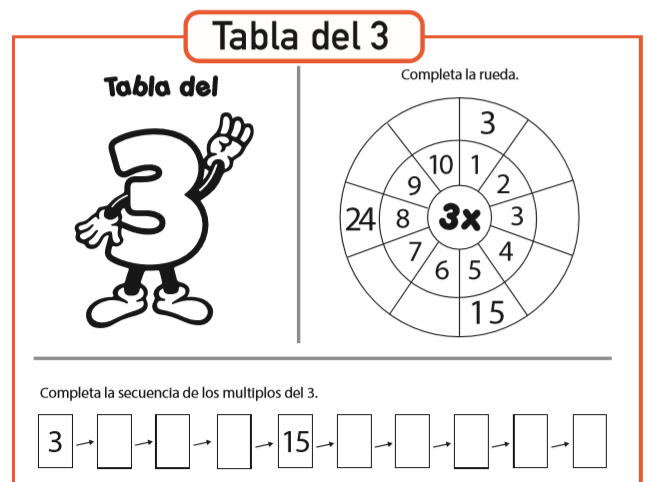 Tabla del 3
Tabla del
3
Completa la rueda.
3
10 1
9 2
24 8 3x 3
7 4
6 5
15
Completa la secuencia de los multiplos del 3.
3 → → → → 15 → → → → →